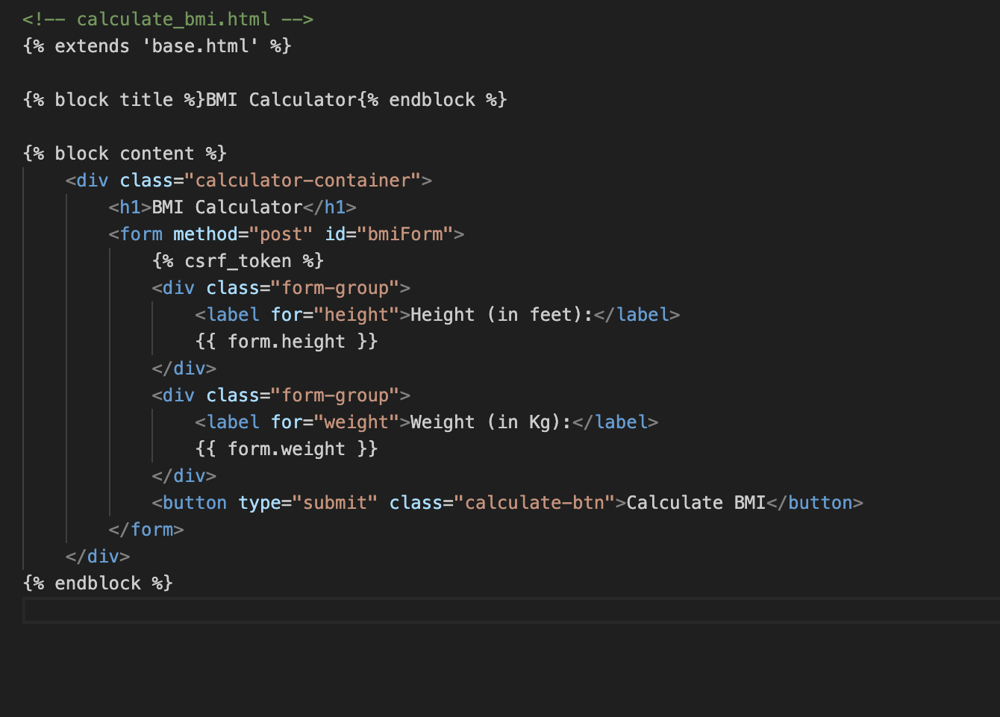 <!-- calculate_bmi.html -->
{% extends 'base.html' %}
{% block title %}BMI Calculator{% endblock %}
{% block content %}
<div class="calculator-container">
<h1>BMI Calculator</h1>
<form method="post" id="bmiForm">
{% csrf_token %}
<div class="form-group">
<label for="height">Height (in feet):</label>
{{ form.height }}
</div>
<div class="form-group">
<label for="weight">Weight (in Kg):</label>
{{ form.weight }}
</div>
<button type="submit" class="calculate-btn">Calculate BMI</button>
</form>
</div>
{% endblock %}